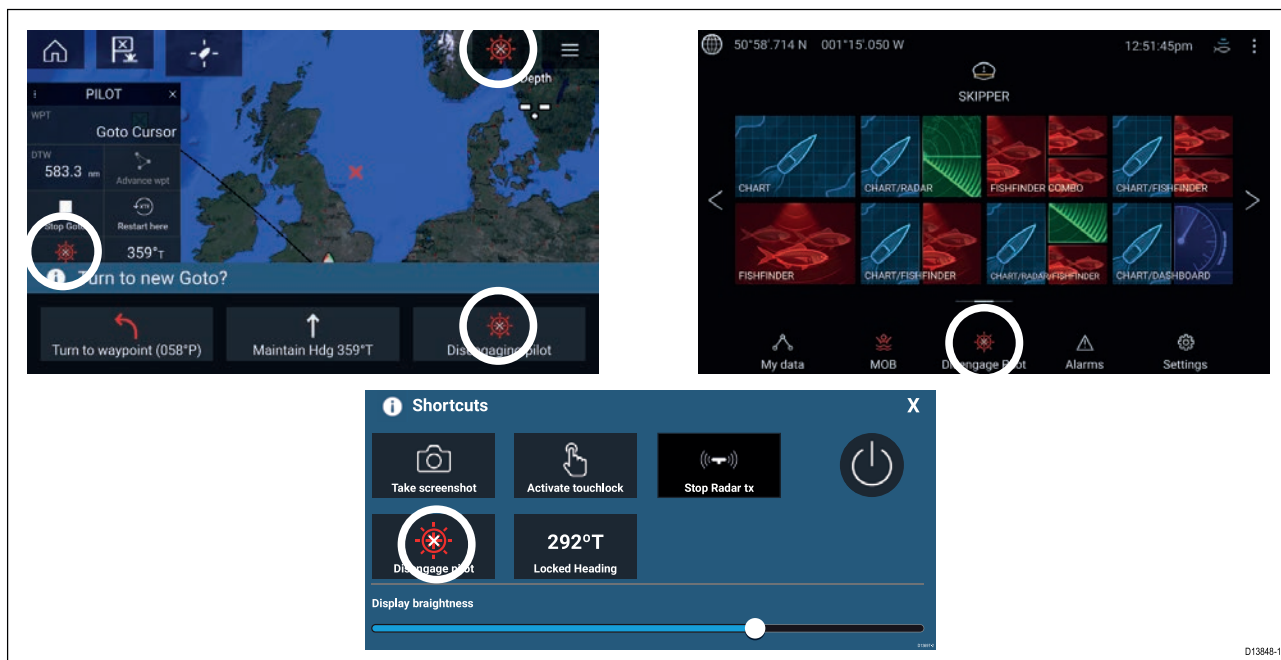 Depth
--.-
PILOT ×
WPT
Goto Cursor
DTW
583.3 nm
Advance wpt
Stop Goto
Restart here
359°T
Turn to new Goto?
Turn to waypoint (058°P)
Maintain Hdg 359°T
Disengaging pilot
50°58'.714 N 001°15'.050 W
12:51:45pm
SKIPPER
CHART
CHART/RADAR
FISHFINDER COMBO
CHART/FISHFINDER
FISHFINDER
CHART/FISHFINDER
CHART/RADAR/FISHFINDER
CHART/DASHBOARD
My data
MOB
Disengage Pilot
Alarms
Settings
Shortcuts X
Take screenshot
Activate touchlock
Stop Radar tx
Disengage pilot
292°T
Locked Heading
Display braightness
D13848-1